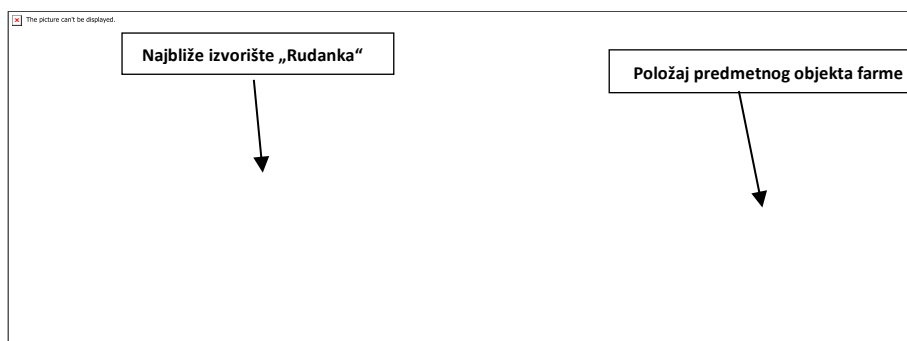 The picture can't be displayed.
Najbliže izvorište „Rudanka“
Položaj predmetnog objekta farme